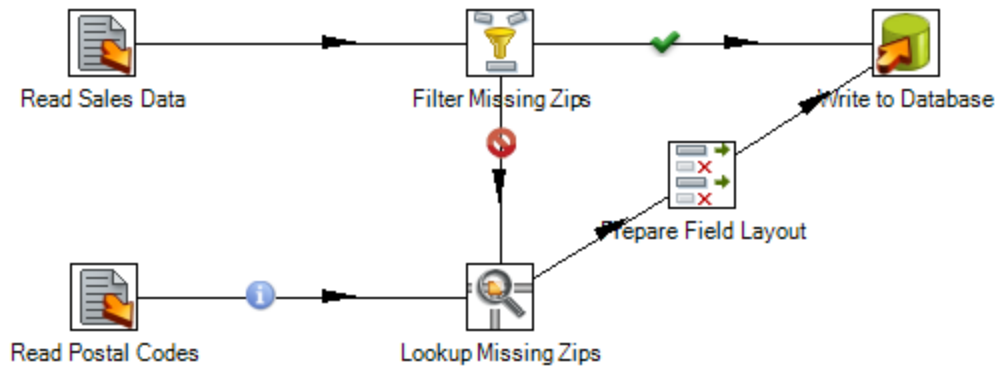 Read Sales Data
Filter Missing Zips
Write to Database
Prepare Field Layout
Read Postal Codes
Lookup Missing Zips